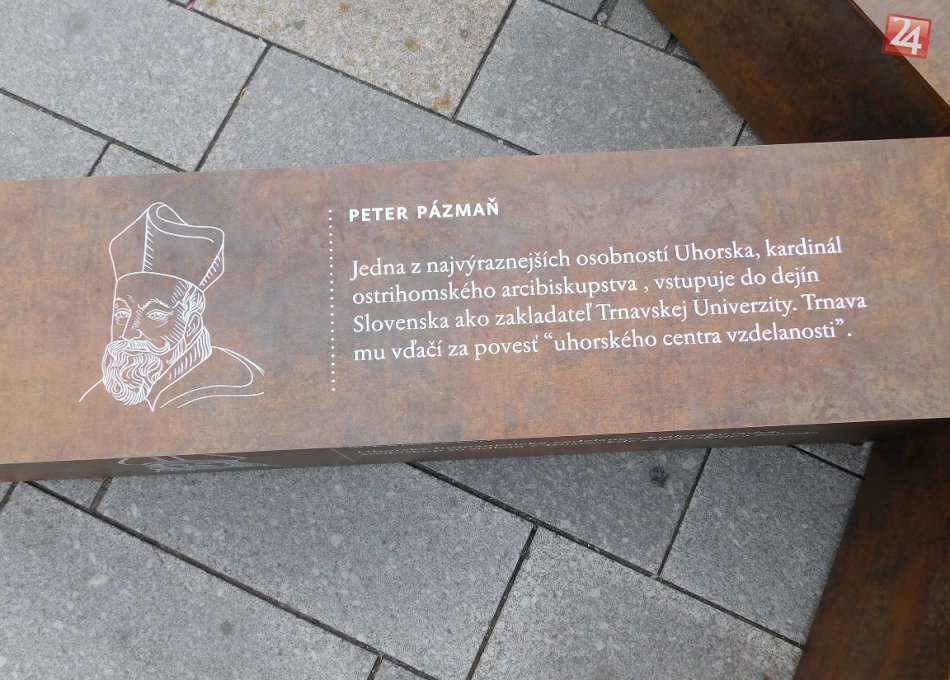 24
PETER PÁZMAŇ
Jedna z najvýraznejších osobností Uhorska, kardinál
ostrihomského arcibiskupstva , vstupuje do dejín
Slovenska ako zakladateľ Trnavskej Univerzity. Trnava
mu vďačí za povesť “uhorského centra vzdelanosti”.